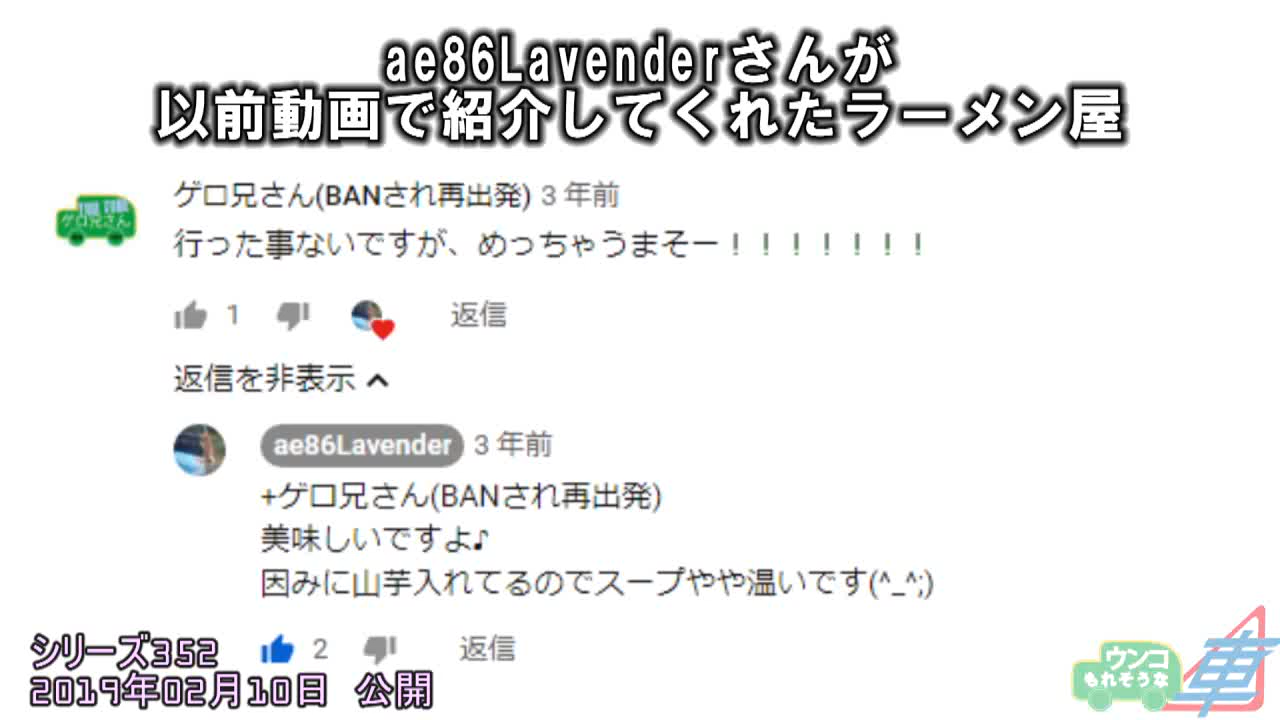 ae86Lavenderさんが
以前動画で紹介してくれたラーメン屋
ゲロ兄さん
ゲロ兄さん(BANされ再出発) 3 年前
行った事ないですが、めっちゃうまそー！！！！！！！
1 返信
返信を非表示
ae86Lavender 3 年前
+ゲロ兄さん(BANされ再出発)
美味しいですよ♪
因みに山芋入れてるのでスープやや温いです(^_^;)
2 返信
シリーズ352
2019年02月10日 公開
ウンコ
もれそうな
車